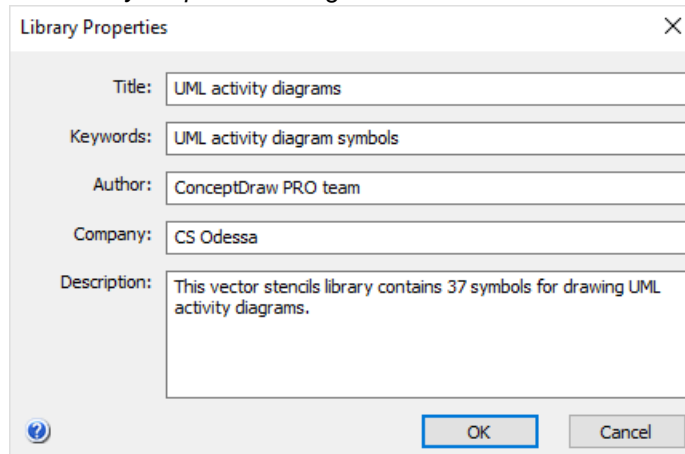 Library Properties
Title: UML activity diagrams
Keywords: UML activity diagram symbols
Author: ConceptDraw PRO team
Company: CS Odessa
Description: This vector stencils library contains 37 symbols for drawing UML
activity diagrams.
OK Cancel